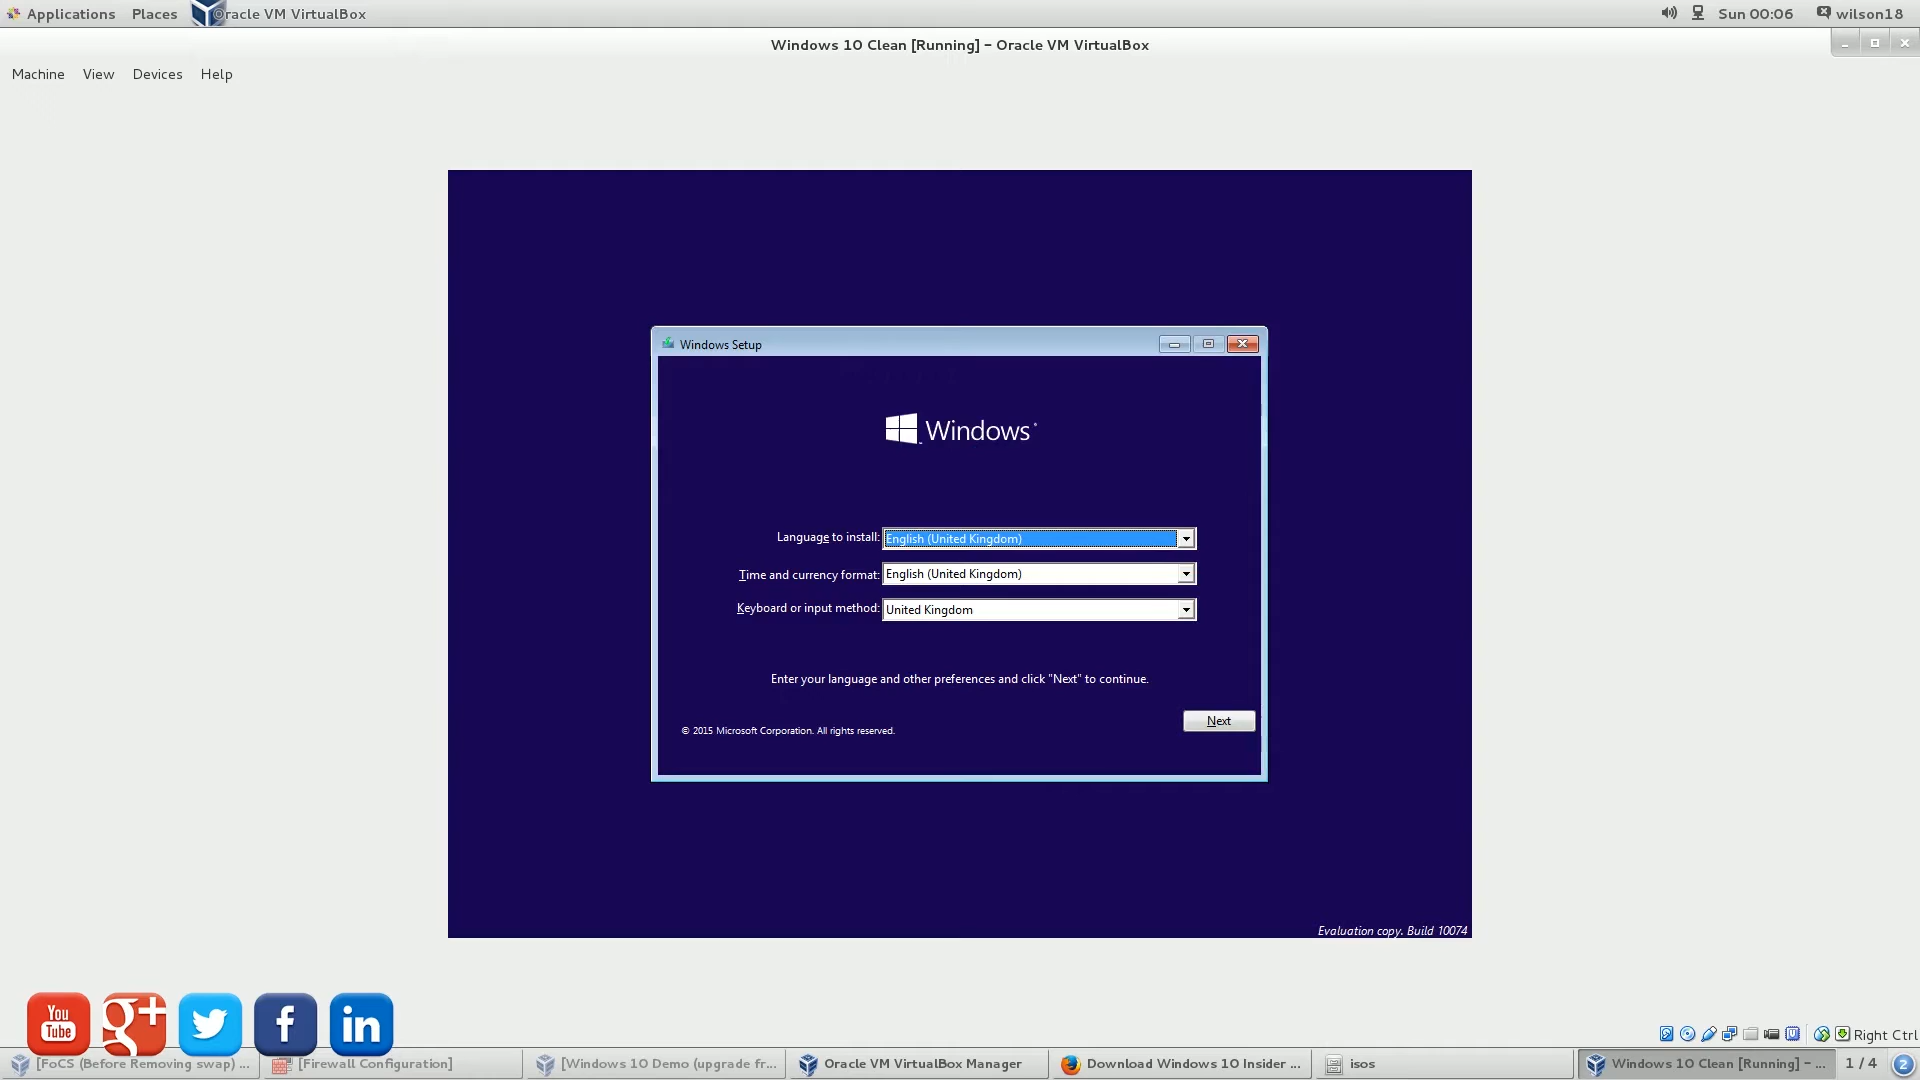 Applications Places Oracle VM VirtualBox Sun 00:06 wilson18
Windows 10 Clean [Running] – Oracle VM VirtualBox
Machine View Devices Help
Windows Setup
Windows
Language to install: English (United Kingdom)
Time and currency format: English (United Kingdom)
Keyboard or input method: United Kingdom
Enter your language and other preferences and click "Next" to continue.
Next
© 2015 Microsoft Corporation. All rights reserved.
Evaluation copy. Build 10074
You
Tube
g+
f
in
Right Ctrl
[FoCS (Before Removing swap) ... [Firewall Configuration] [Windows 10 Demo (upgrade fr... Oracle VM VirtualBox Manager Download Windows 10 Insider ... isos Windows 10 Clean [Running] – ... 1 / 4 2